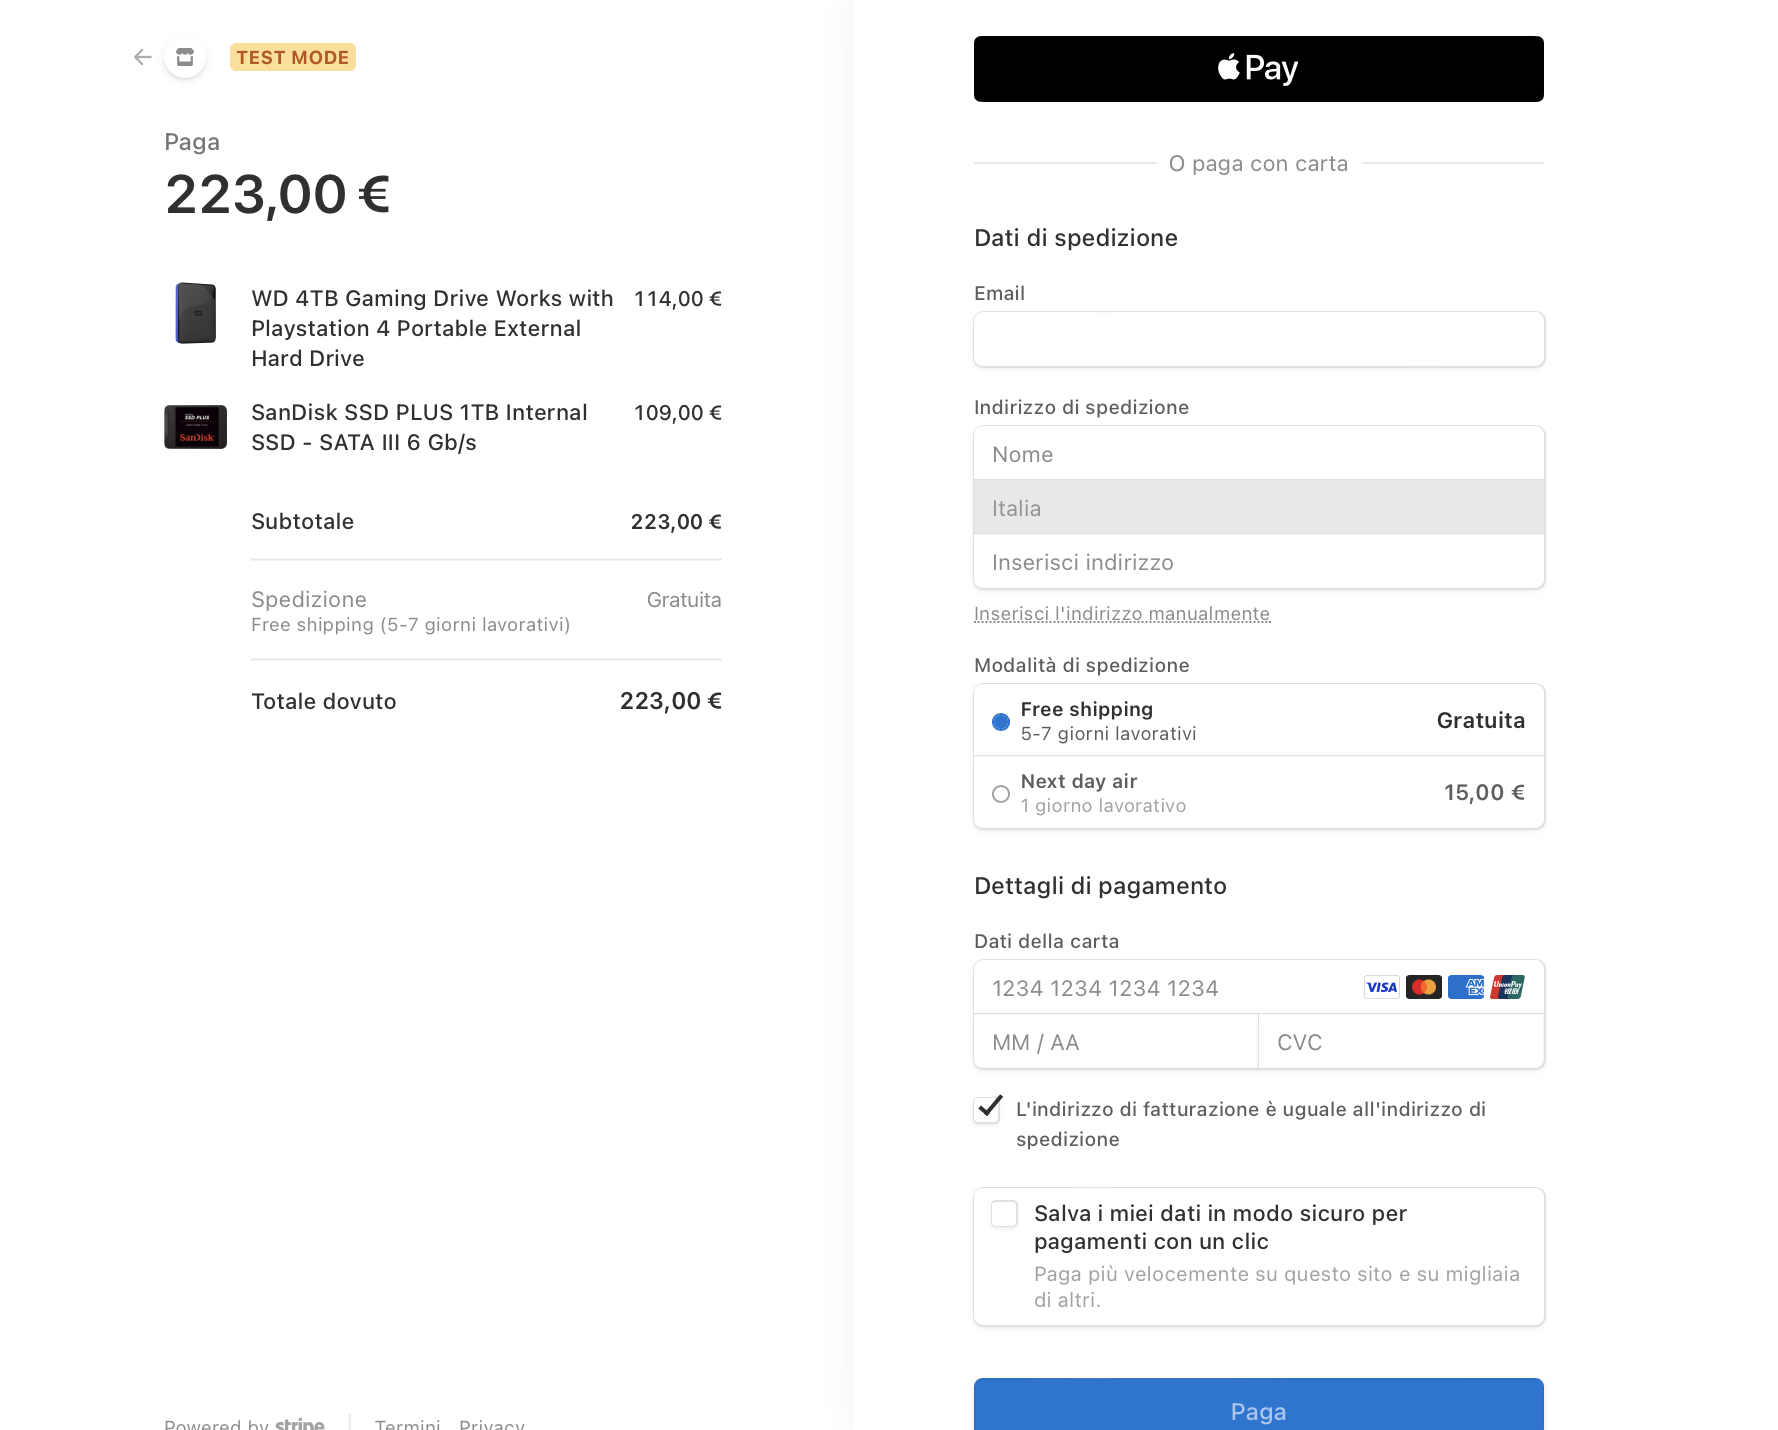 TEST MODE
Paga
223,00 €
WD 4TB Gaming Drive Works with 114,00 €
Playstation 4 Portable External
Hard Drive
SSD PLUS
SanDisk
SanDisk SSD PLUS 1TB Internal 109,00 €
SSD - SATA III 6 Gb/s
Subtotale 223,00 €
Spedizione Gratuita
Free shipping (5-7 giorni lavorativi)
Totale dovuto 223,00 €
Powered by stripe Termini Privacy
Pay
O paga con carta
Dati di spedizione
Email
Indirizzo di spedizione
Nome
Italia
Inserisci indirizzo
Inserisci l'indirizzo manualmente
Modalità di spedizione
Free shipping Gratuita
5-7 giorni lavorativi
Next day air 15,00 €
1 giorno lavorativo
Dettagli di pagamento
Dati della carta
1234 1234 1234 1234 VISA AMEX UnionPay
MM / AA CVC
L'indirizzo di fatturazione è uguale all'indirizzo di
spedizione
Salva i miei dati in modo sicuro per
pagamenti con un clic
Paga più velocemente su questo sito e su migliaia
di altri.
Paga